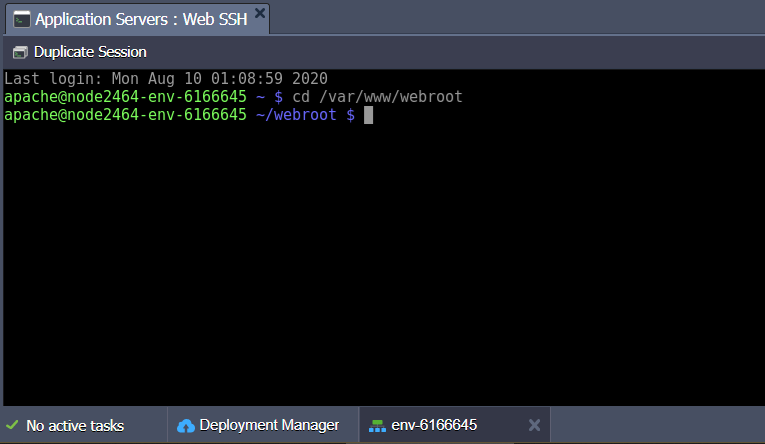 Application Servers : Web SSH
Duplicate Session
Last login: Mon Aug 10 01:08:59 2020
apache@node2464-env-6166645 ~ $ cd /var/www/webroot
apache@node2464-env-6166645 ~/webroot $
No active tasks
Deployment Manager
env-6166645